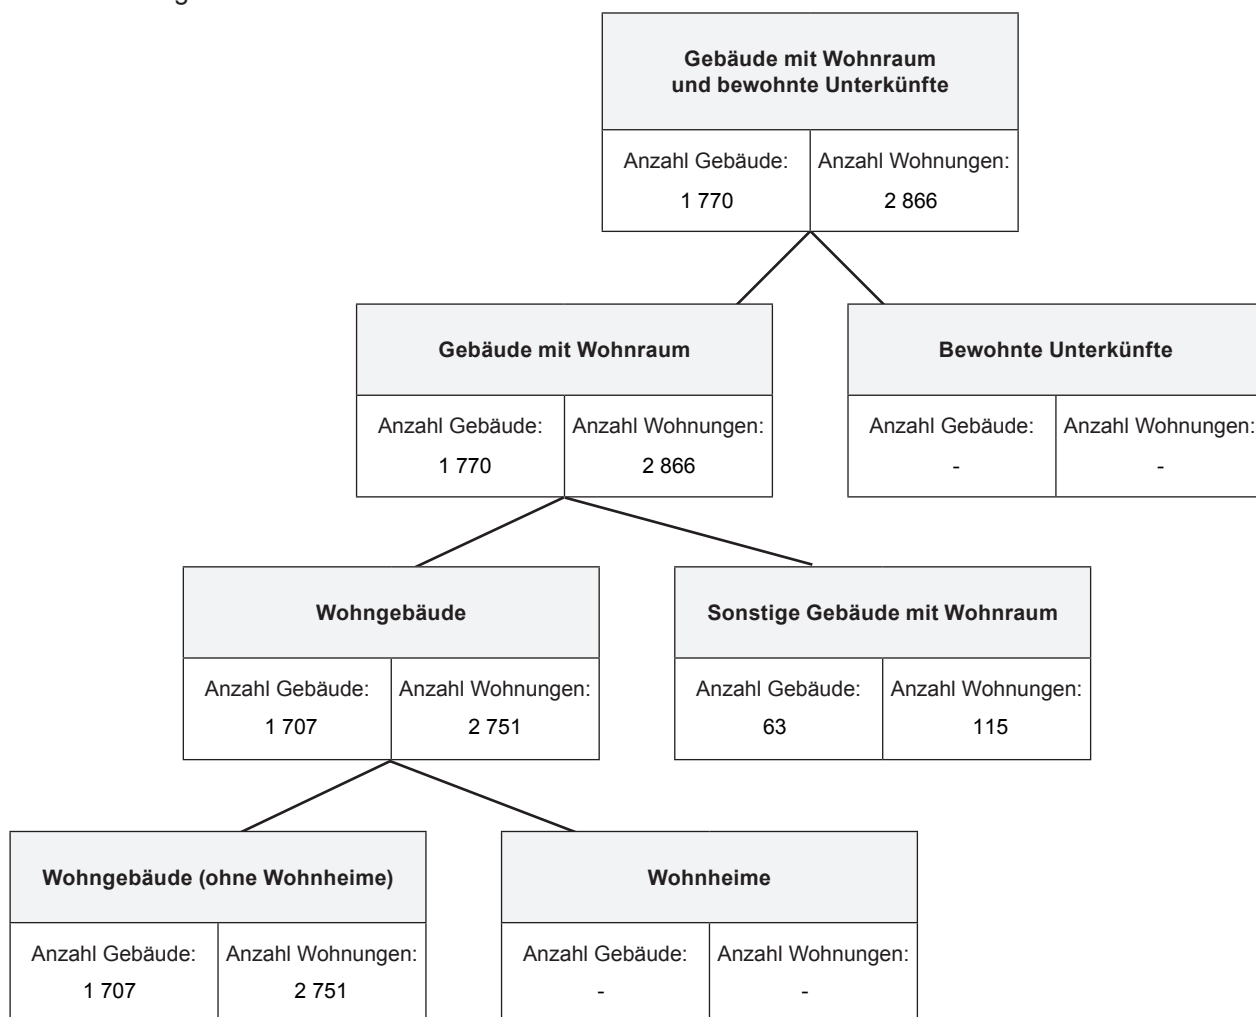 Gebäude mit Wohnraum
und bewohnte Unterkünfte
Anzahl Gebäude: Anzahl Wohnungen:
1 770 2 866
Gebäude mit Wohnraum
Anzahl Gebäude: Anzahl Wohnungen:
1 770 2 866
Bewohnte Unterkünfte
Anzahl Gebäude: Anzahl Wohnungen:
- -
Wohngebäude
Anzahl Gebäude: Anzahl Wohnungen:
1 707 2 751
Sonstige Gebäude mit Wohnraum
Anzahl Gebäude: Anzahl Wohnungen:
63 115
Wohngebäude (ohne Wohnheime)
Anzahl Gebäude: Anzahl Wohnungen:
1 707 2 751
Wohnheime
Anzahl Gebäude: Anzahl Wohnungen:
- -